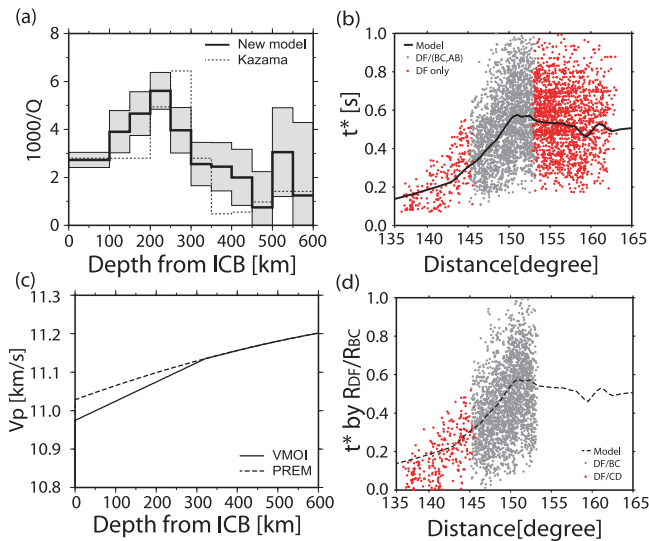 (a)
New model
Kazama
1000/Q
8
6
4
2
0
0 100 200 300 400 500 600
Depth from ICB [km]
(b)
Model
DF/(BC,AB)
DF only
t* [s]
1.0
0.8
0.6
0.4
0.2
0.0
135 140 145 150 155 160 165
Distance[degree]
(c)
Vp [km/s]
11.3
11.2
11.1
11.0
10.9
10.8
VMOI
PREM
0 100 200 300 400 500 600
Depth from ICB [km]
(d)
t* by RDF/RBC
1.0
0.8
0.6
0.4
0.2
0.0
Model
DF/BC
DF/CD
135 140 145 150 155 160 165
Distance[degree]